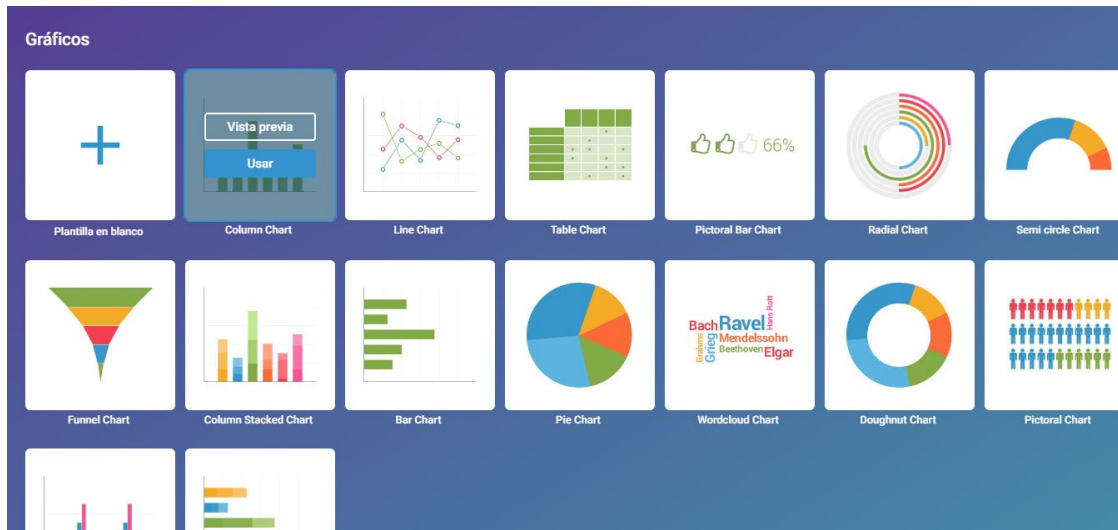 Gráficos
Vista previa
Usar
66%
Plantilla en blanco
Column Chart
Line Chart
Table Chart
Pictoral Bar Chart
Radial Chart
Semi circle Chart
Bach
Ravel
Hans Rott
Brahms
Grieg
Mendelssohn
Beethoven
Elgar
Funnel Chart
Column Stacked Chart
Bar Chart
Pie Chart
Wordcloud Chart
Doughnut Chart
Pictoral Chart